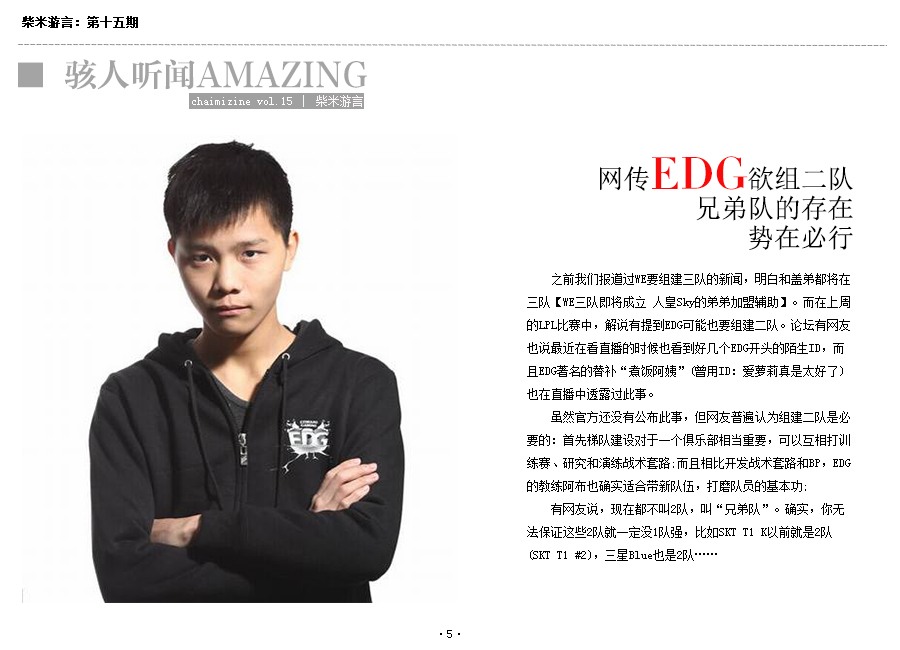 柴米游言：第十五期
骇人听闻AMAZING
chaimizine vol.15 | 柴米游言
网传EDG欲组二队
兄弟队的存在
势在必行
之前我们报道过WE要组建三队的新闻，明白和盖弟都将在
三队【WE三队即将成立 人皇Sky的弟弟加盟辅助】。而在上周
的LPL比赛中，解说有提到EDG可能也要组建二队。论坛有网友
也说最近在看直播的时候也看到好几个EDG开头的陌生ID，而
且EDG著名的替补“煮饭阿姨”(曾用ID：爱萝莉真是太好了)
也在直播中透露过此事。
虽然官方还没有公布此事，但网友普遍认为组建二队是必
要的：首先梯队建设对于一个俱乐部相当重要，可以互相打训
练赛、研究和演练战术套路;而且相比开发战术套路和BP，EDG
的教练阿布也确实适合带新队伍，打磨队员的基本功;
有网友说，现在都不叫2队，叫“兄弟队”。确实，你无
法保证这些2队就一定没1队强，比如SKT T1 K以前就是2队
(SKT T1 #2)，三星Blue也是2队……
EDG
·5·